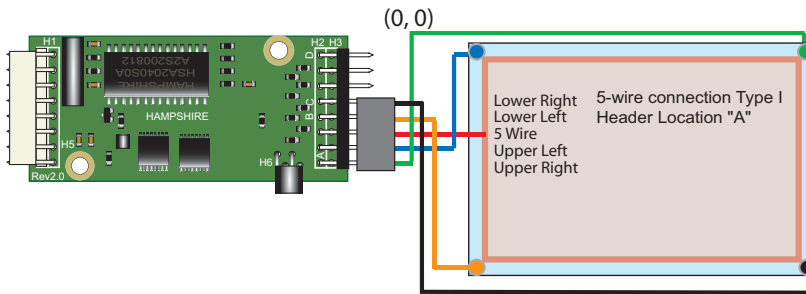 (0, 0)
H1
H2 H3
D
HAMPSHIRE
HSA204S0A
A2S200812
C
B
HAMPSHIRE
H5
A
H6
Rev2.0
Lower Right
Lower Left
5 Wire
Upper Left
Upper Right
5-wire connection Type I
Header Location "A"